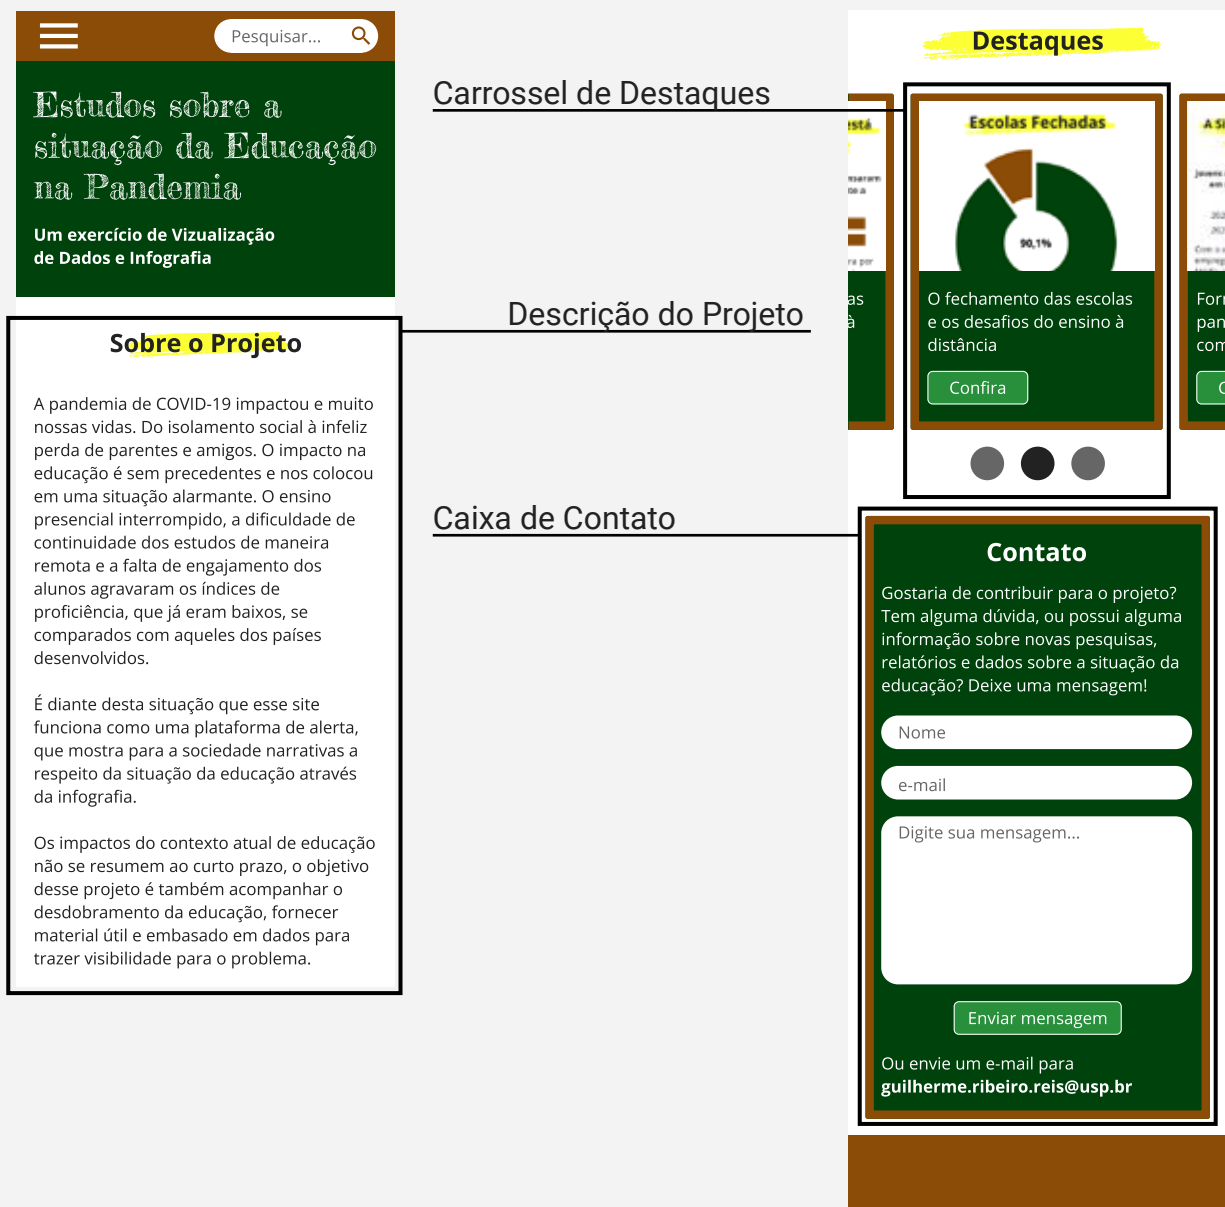 Pesquisar...
Estudos sobre a
situação da Educação
na Pandemia
Um exercício de Vizualização
de Dados e Infografia
Sobre o Projeto
A pandemia de COVID-19 impactou e muito
nossas vidas. Do isolamento social à infeliz
perda de parentes e amigos. O impacto na
educação é sem precedentes e nos colocou
em uma situação alarmante. O ensino
presencial interrompido, a dificuldade de
continuidade dos estudos de maneira
remota e a falta de engajamento dos
alunos agravaram os índices de
proficiência, que já eram baixos, se
comparados com aqueles dos países
desenvolvidos.
É diante desta situação que esse site
funciona como uma plataforma de alerta,
que mostra para a sociedade narrativas a
respeito da situação da educação através
da infografia.
Os impactos do contexto atual de educação
não se resumem ao curto prazo, o objetivo
desse projeto é também acompanhar o
desdobramento da educação, fornecer
material útil e embasado em dados para
trazer visibilidade para o problema.
Carrossel de Destaques
Descrição do Projeto
Caixa de Contato
Destaques
está
ra por
as
à
Escolas Fechadas
90,1%
O fechamento das escolas
e os desafios do ensino à
distância
Confira
A
jovens
em
For
pan
com
C
Contato
Gostaria de contribuir para o projeto?
Tem alguma dúvida, ou possui alguma
informação sobre novas pesquisas,
relatórios e dados sobre a situação da
educação? Deixe uma mensagem!
Nome
e-mail
Digite sua mensagem...
Enviar mensagem
Ou envie um e-mail para
guilherme.ribeiro.reis@usp.br